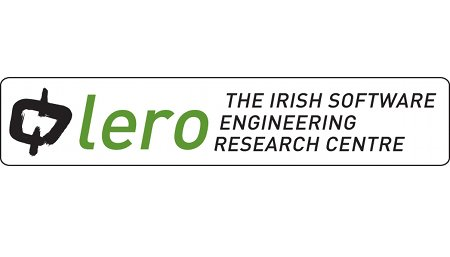 lero
THE IRISH SOFTWARE
ENGINEERING
RESEARCH CENTRE